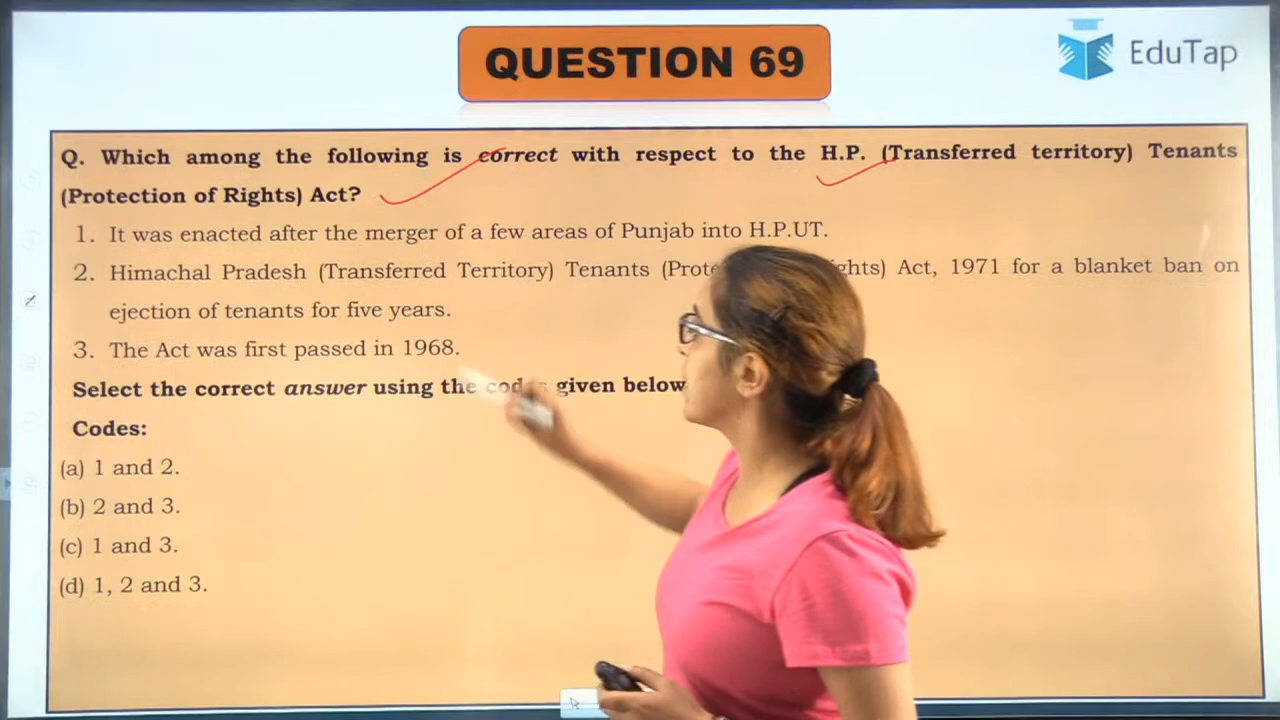 QUESTION 69
EduTap
Q. Which among the following is correct with respect to the H.P. (Transferred territory) Tenants
(Protection of Rights) Act?
1. It was enacted after the merger of a few areas of Punjab into H.P.UT.
2. Himachal Pradesh (Transferred Territory) Tenants Act, 1971 for a blanket ban on
ejection of tenants for five years.
3. The Act was first passed in 1968.
Select the correct answer using the given below
Codes:
(a) 1 and 2.
(b) 2 and 3.
(c) 1 and 3.
(d) 1, 2 and 3.